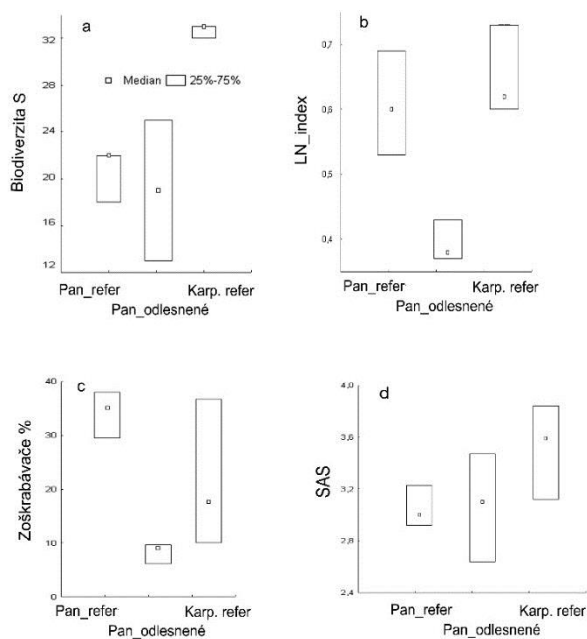 a
Biodiverzita S
32
28
24
20
16
12
Median 25%-75%
Pan_refer Karp. refer
Pan_odlesnené
b
LN_index
0,7
0,6
0,4
Pan_refer Karp. refer
Pan_odlesnené
c
Zoškrabávače %
40
30
20
10
0
Pan_refer Karp. refer
Pan_odlesnené
d
SAS
4,0
3,6
3,2
2,8
2,4
Pan_refer Karp. refer
Pan_odlesnené